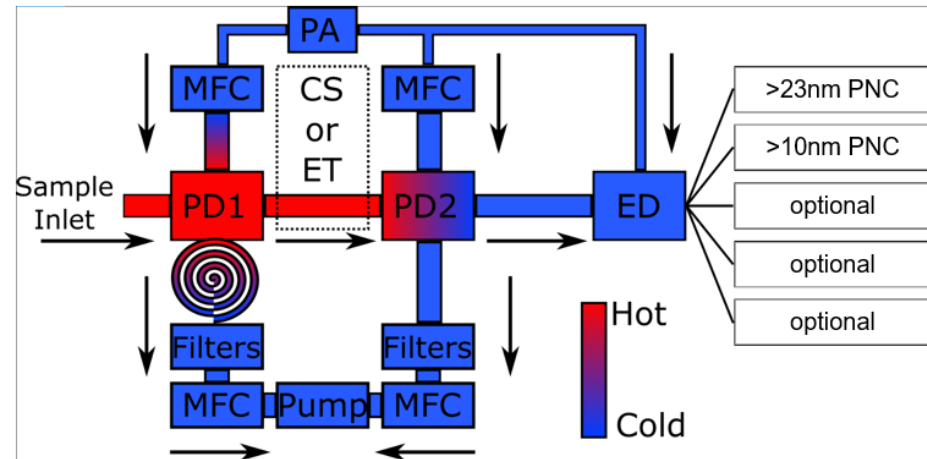 PA
MFC
CS
or
ET
MFC
>23nm PNC
>10nm PNC
Sample
Inlet
PD1
PD2
ED
optional
optional
optional
Filters
Filters
Hot
Cold
MFC
Pump
MFC